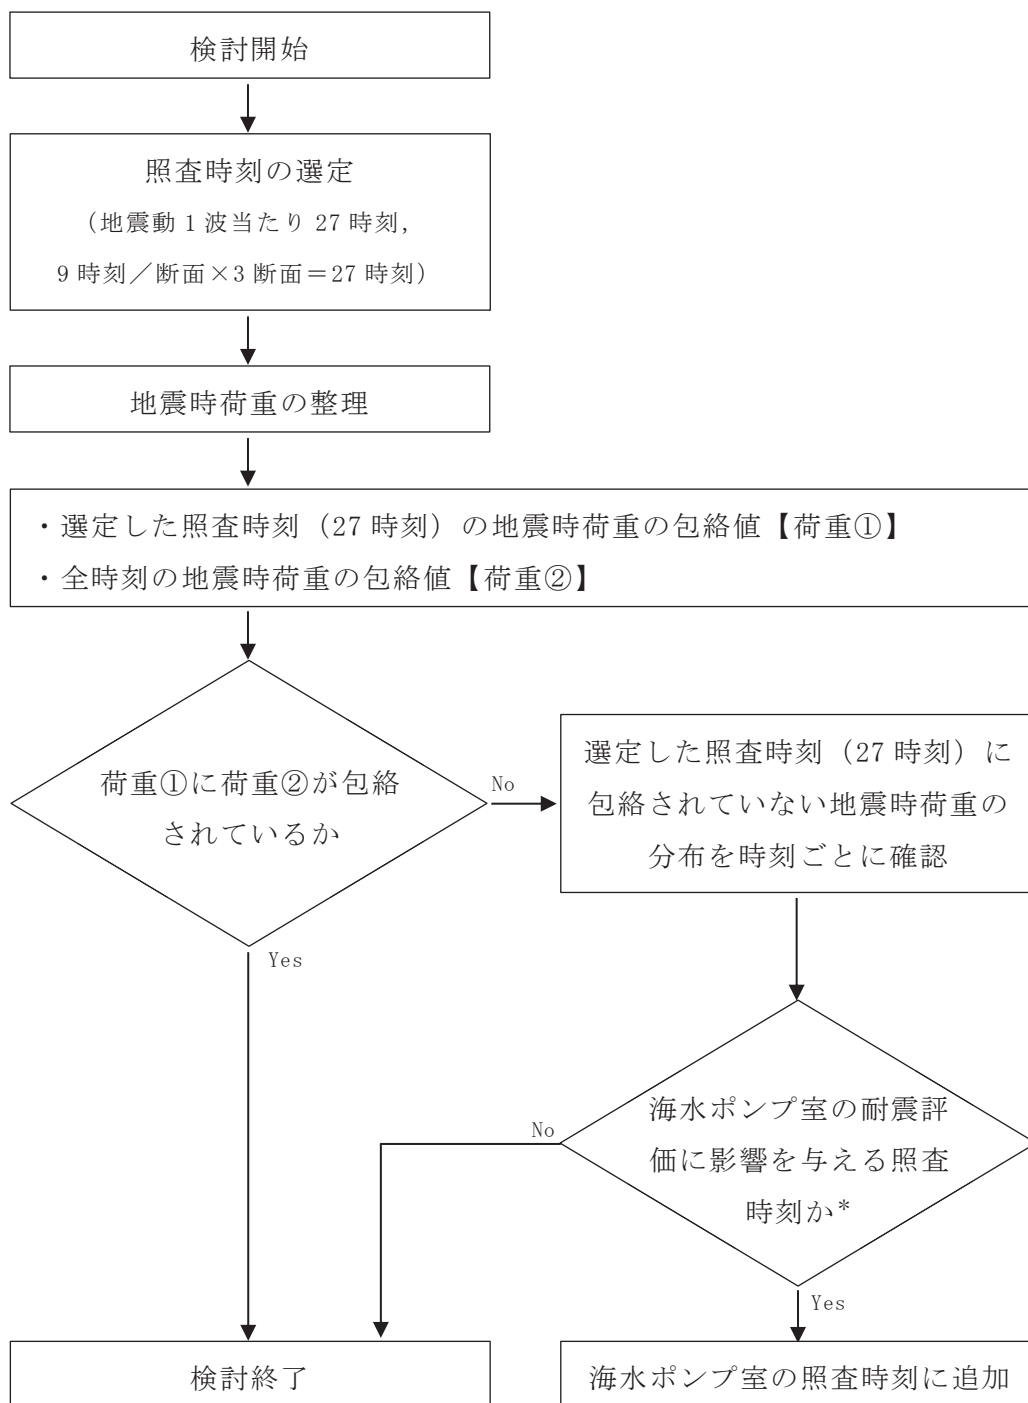 検討開始
照査時刻の選定
（地震動 1 波当たり 27 時刻，
9 時刻／断面×3 断面＝27 時刻）
地震時荷重の整理
・選定した照査時刻（27 時刻）の地震時荷重の包絡値【荷重①】
・全時刻の地震時荷重の包絡値【荷重②】
荷重①に荷重②が包絡
されているか
No
選定した照査時刻（27 時刻）に
包絡されていない地震時荷重の
分布を時刻ごとに確認
Yes
海水ポンプ室の耐震評
価に影響を与える照査
時刻か*
No
Yes
検討終了
海水ポンプ室の照査時刻に追加